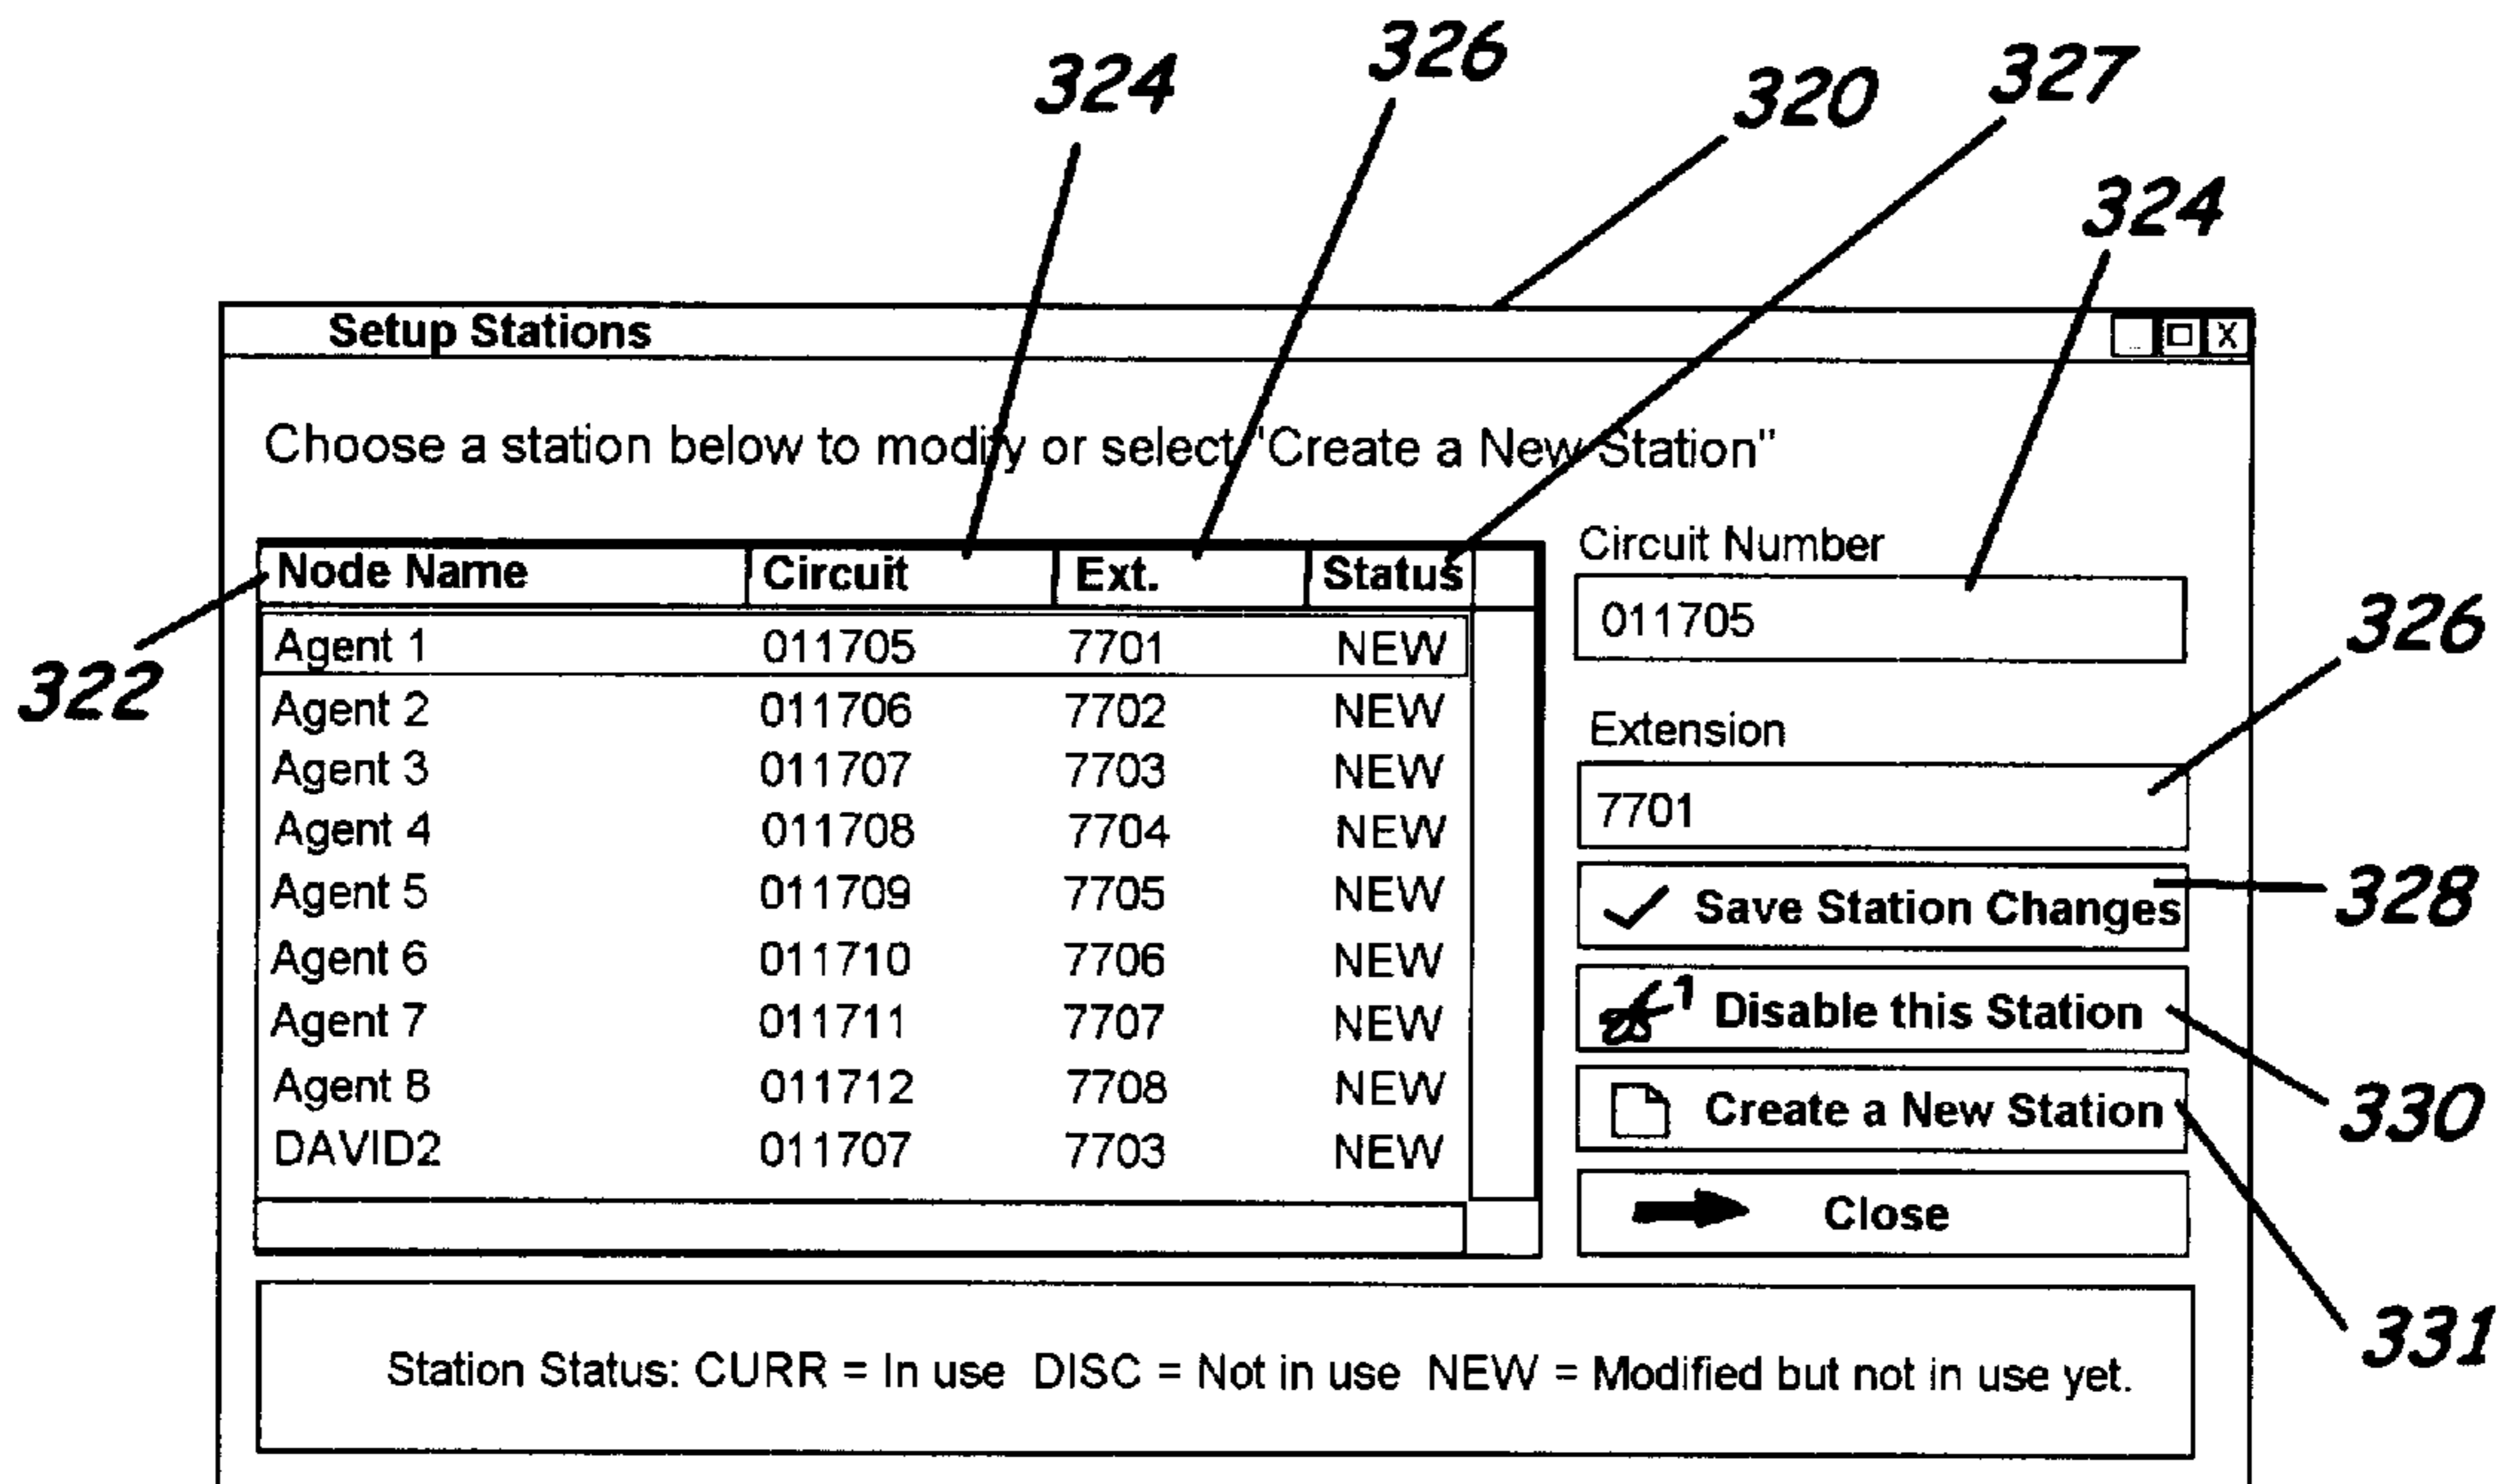 324 326 320 327
324
Setup Stations X
Choose a station below to modify or select "Create a New Station"
Node Name Circuit Ext. Status
Agent 1 011705 7701 NEW
Agent 2 011706 7702 NEW
Agent 3 011707 7703 NEW
Agent 4 011708 7704 NEW
Agent 5 011709 7705 NEW
Agent 6 011710 7706 NEW
Agent 7 011711 7707 NEW
Agent 8 011712 7708 NEW
DAVID2 011707 7703 NEW
322
Circuit Number
011705
Extension
7701
326
Save Station Changes
328
Disable this Station
330
Create a New Station
331
Close
Station Status: CURR = In use DISC = Not in use NEW = Modified but not in use yet.